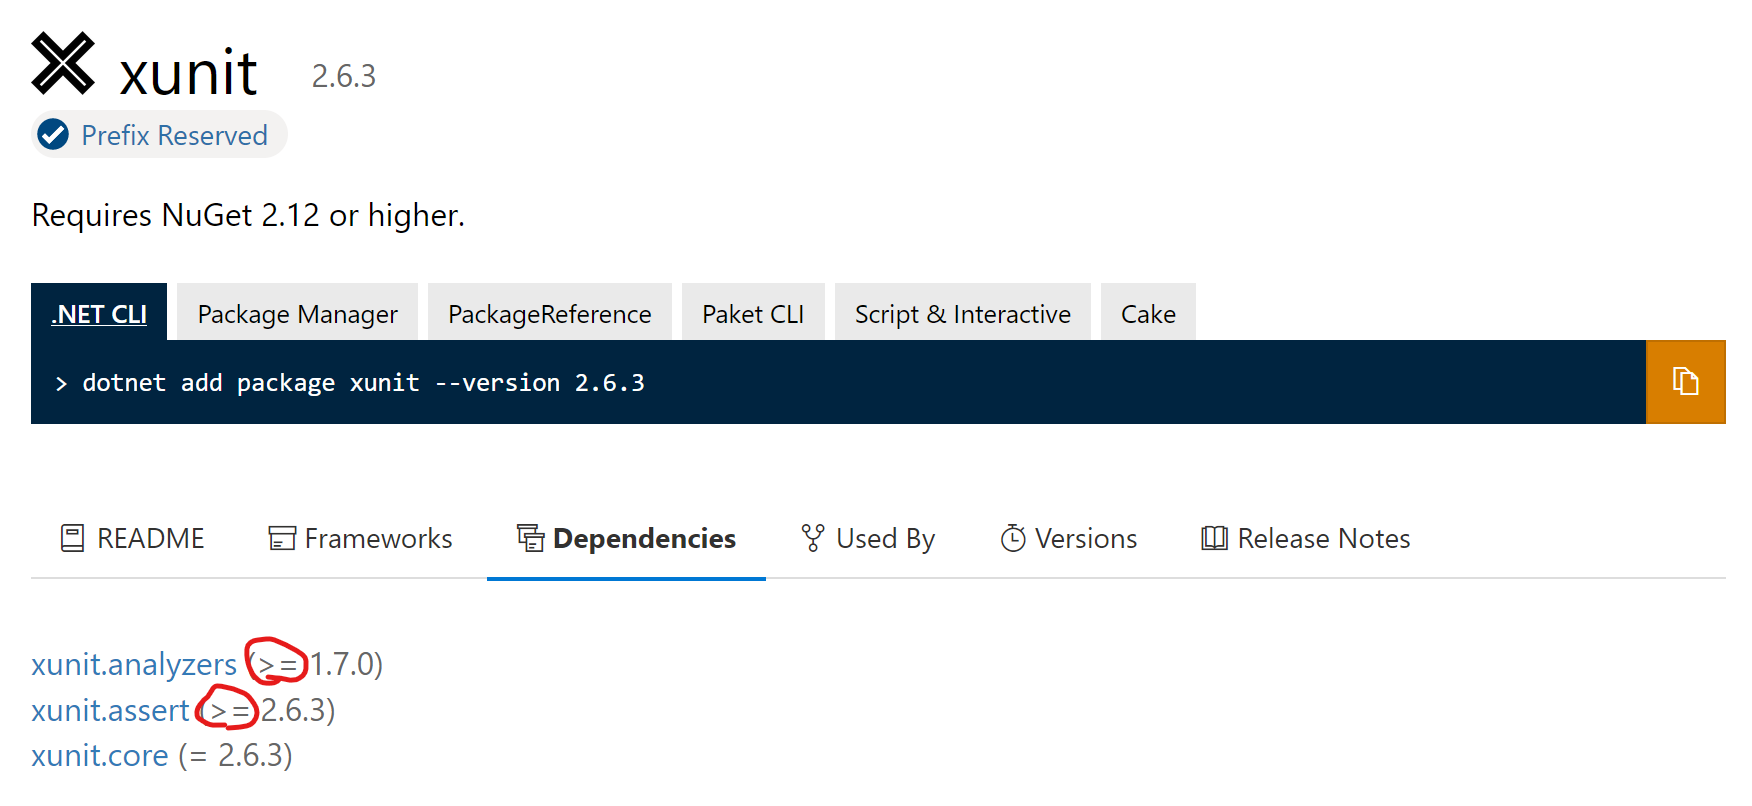 xunit 2.6.3
Prefix Reserved
Requires NuGet 2.12 or higher.
.NET CLI Package Manager PackageReference Paket CLI Script & Interactive Cake
> dotnet add package xunit --version 2.6.3
README Frameworks Dependencies Used By Versions Release Notes
xunit.analyzers (>= 1.7.0)
xunit.assert (>= 2.6.3)
xunit.core (= 2.6.3)